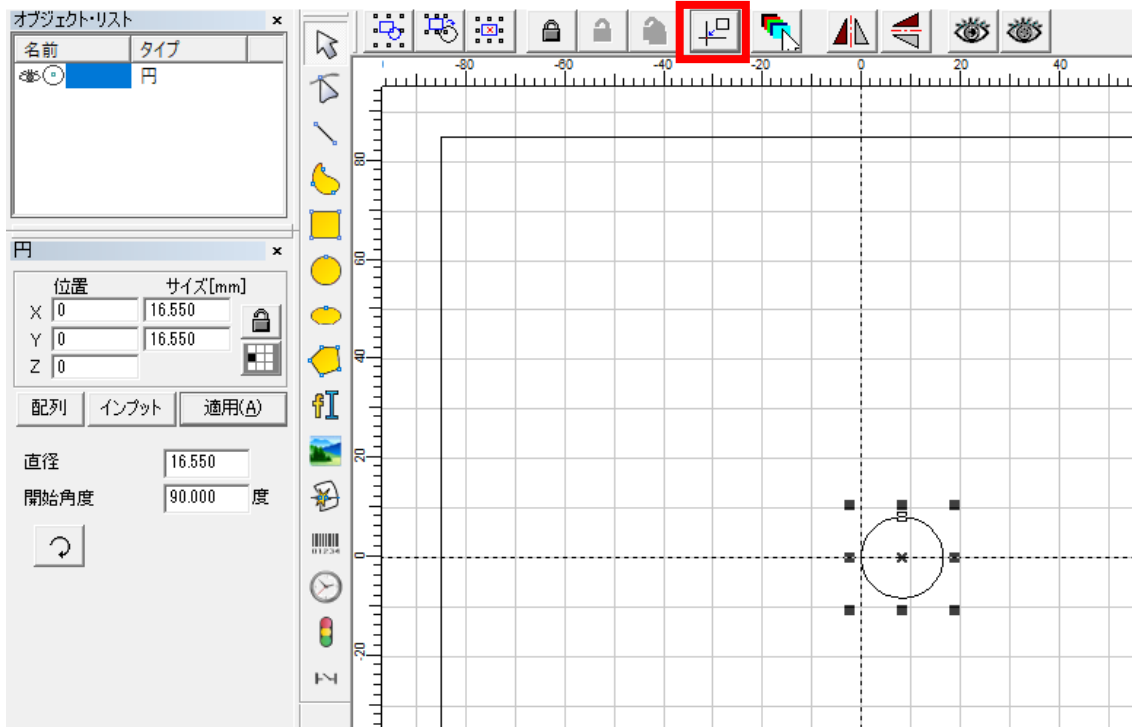 オブジェクト・リスト x
名前 タイプ
円
円 x
位置 サイズ[mm]
X 0 16.550
Y 0 16.550
Z 0
配列 インプット 適用(A)
直径 16.550
開始角度 90.000 度
01234
-80 -60 -40 -20 0 20 40
80
60
40
20
0
-20